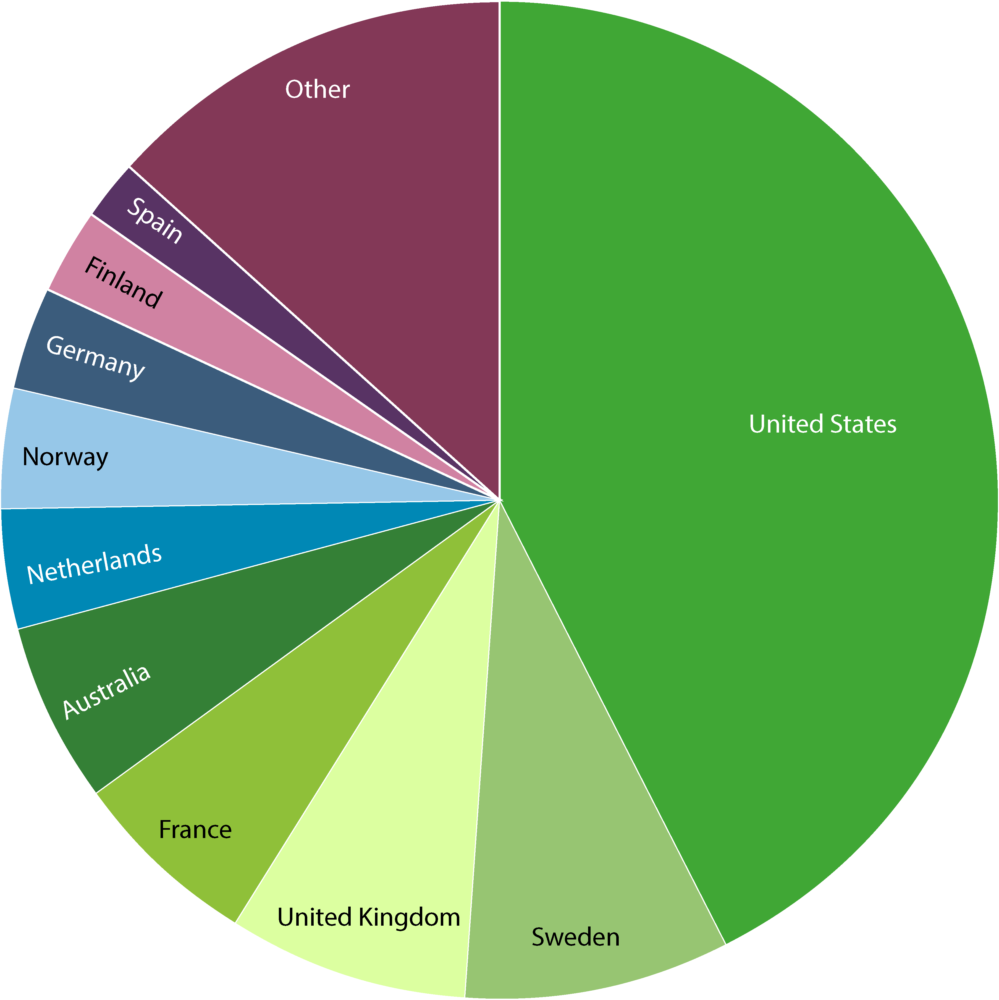 Other
Spain
Finland
Germany
United States
Norway
Netherlands
Australia
France
United Kingdom
Sweden